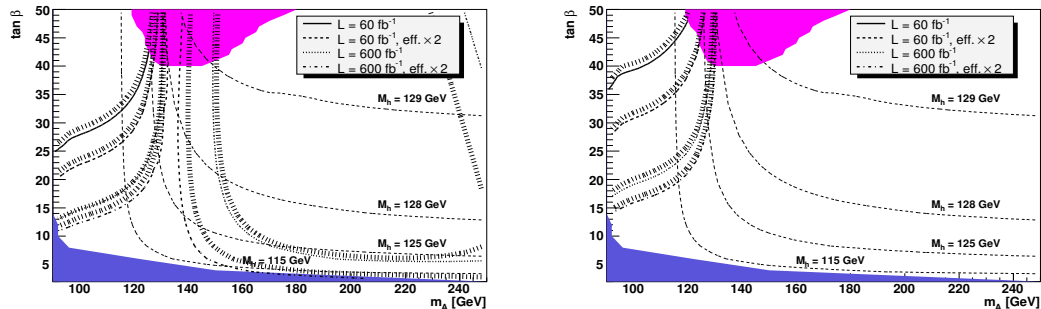 tan β
50
45
40
35
30
25
20
15
10
5
L = 60 fb⁻¹
L = 60 fb⁻¹, eff. × 2
L = 600 fb⁻¹
L = 600 fb⁻¹, eff. × 2
M_h = 129 GeV
M_h = 128 GeV
M_h = 125 GeV
M_h = 115 GeV
100 120 140 160 180 200 220 240
m_A [GeV]
tan β
50
45
40
35
30
25
20
15
10
5
L = 60 fb⁻¹
L = 60 fb⁻¹, eff. × 2
L = 600 fb⁻¹
L = 600 fb⁻¹, eff. × 2
M_h = 129 GeV
M_h = 128 GeV
M_h = 125 GeV
M_h = 115 GeV
100 120 140 160 180 200 220 240
m_A [GeV]